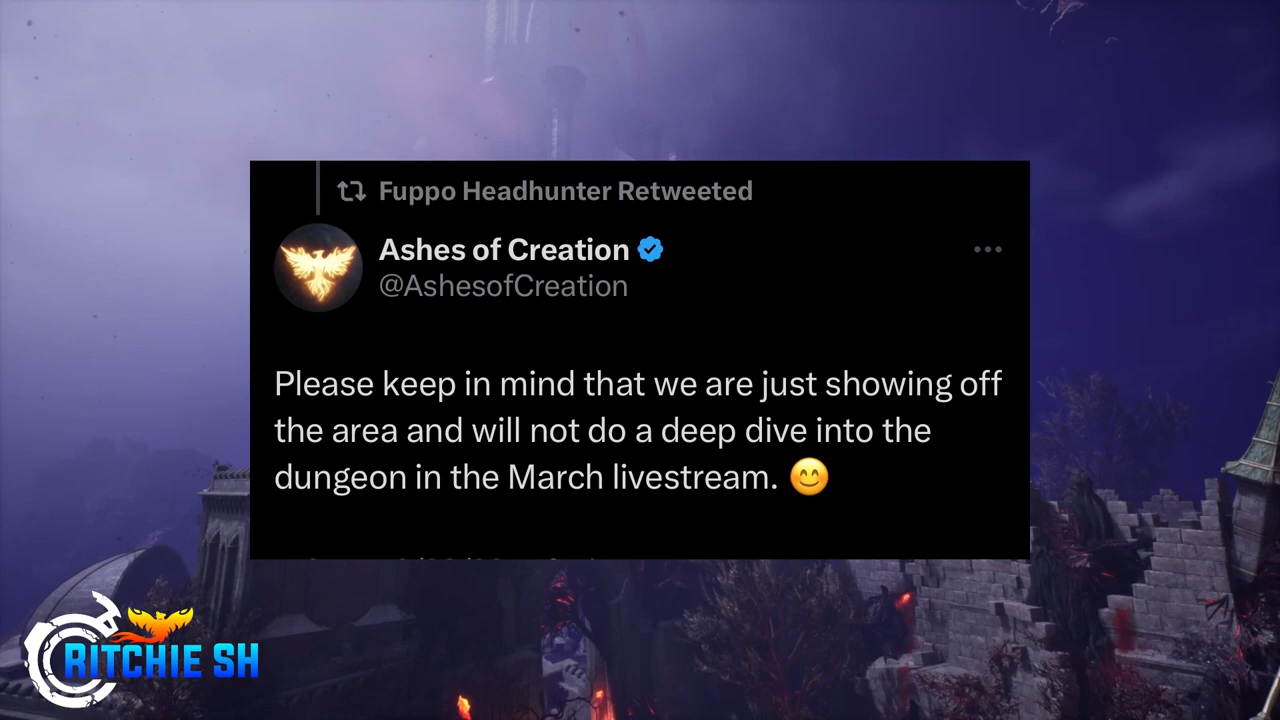 Fuppo Headhunter Retweeted
Ashes of Creation
@AshesofCreation
Please keep in mind that we are just showing off
the area and will not do a deep dive into the
dungeon in the March livestream. 😊
RITCHIE SH